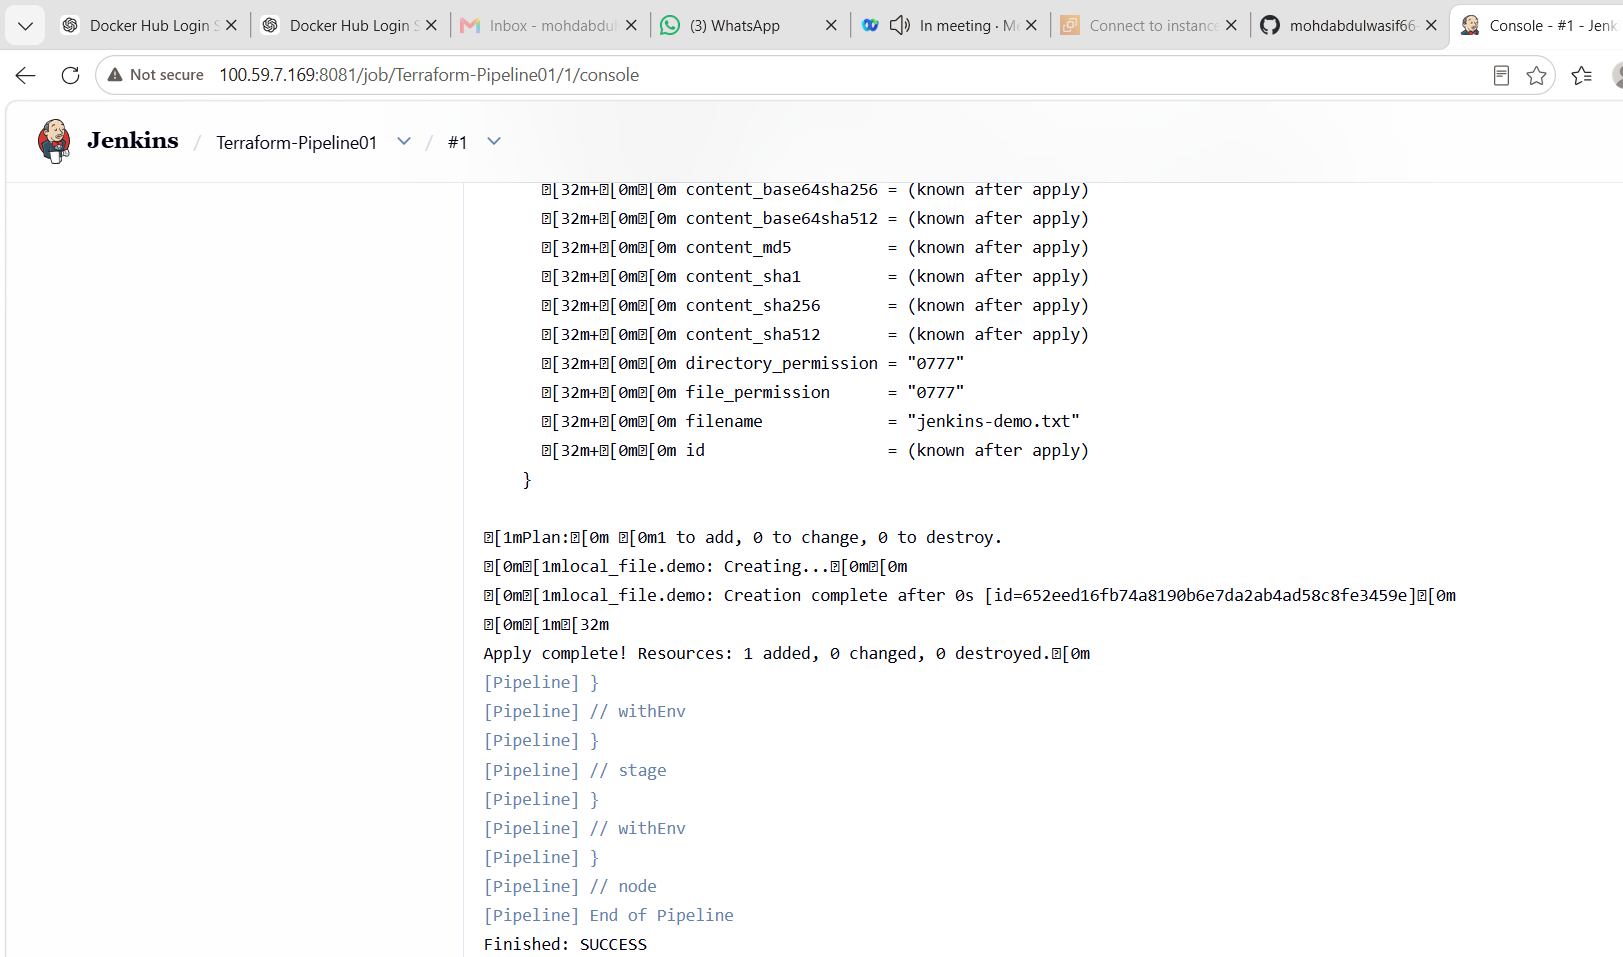 Docker Hub Login S
Docker Hub Login S
Inbox - mohdabdul
(3) WhatsApp
In meeting · Me
Connect to instance
mohdabdulwasif66-
Console - #1 - Jenk
Not secure 100.59.7.169:8081/job/Terraform-Pipeline01/1/console
Jenkins / Terraform-Pipeline01 / #1
[32m+[0m[0m content_base64sha256 = (known after apply)
[32m+[0m[0m content_base64sha512 = (known after apply)
[32m+[0m[0m content_md5 = (known after apply)
[32m+[0m[0m content_sha1 = (known after apply)
[32m+[0m[0m content_sha256 = (known after apply)
[32m+[0m[0m content_sha512 = (known after apply)
[32m+[0m[0m directory_permission = "0777"
[32m+[0m[0m file_permission = "0777"
[32m+[0m[0m filename = "jenkins-demo.txt"
[32m+[0m[0m id = (known after apply)
}
[1mPlan:[0m [0m1 to add, 0 to change, 0 to destroy.
[0m[1mlocal_file.demo: Creating...[0m[0m
[0m[1mlocal_file.demo: Creation complete after 0s [id=652eed16fb74a8190b6e7da2ab4ad58c8fe3459e][0m
[0m[1m[32m
Apply complete! Resources: 1 added, 0 changed, 0 destroyed.[0m
[Pipeline] }
[Pipeline] // withEnv
[Pipeline] }
[Pipeline] // stage
[Pipeline] }
[Pipeline] // withEnv
[Pipeline] }
[Pipeline] // node
[Pipeline] End of Pipeline
Finished: SUCCESS